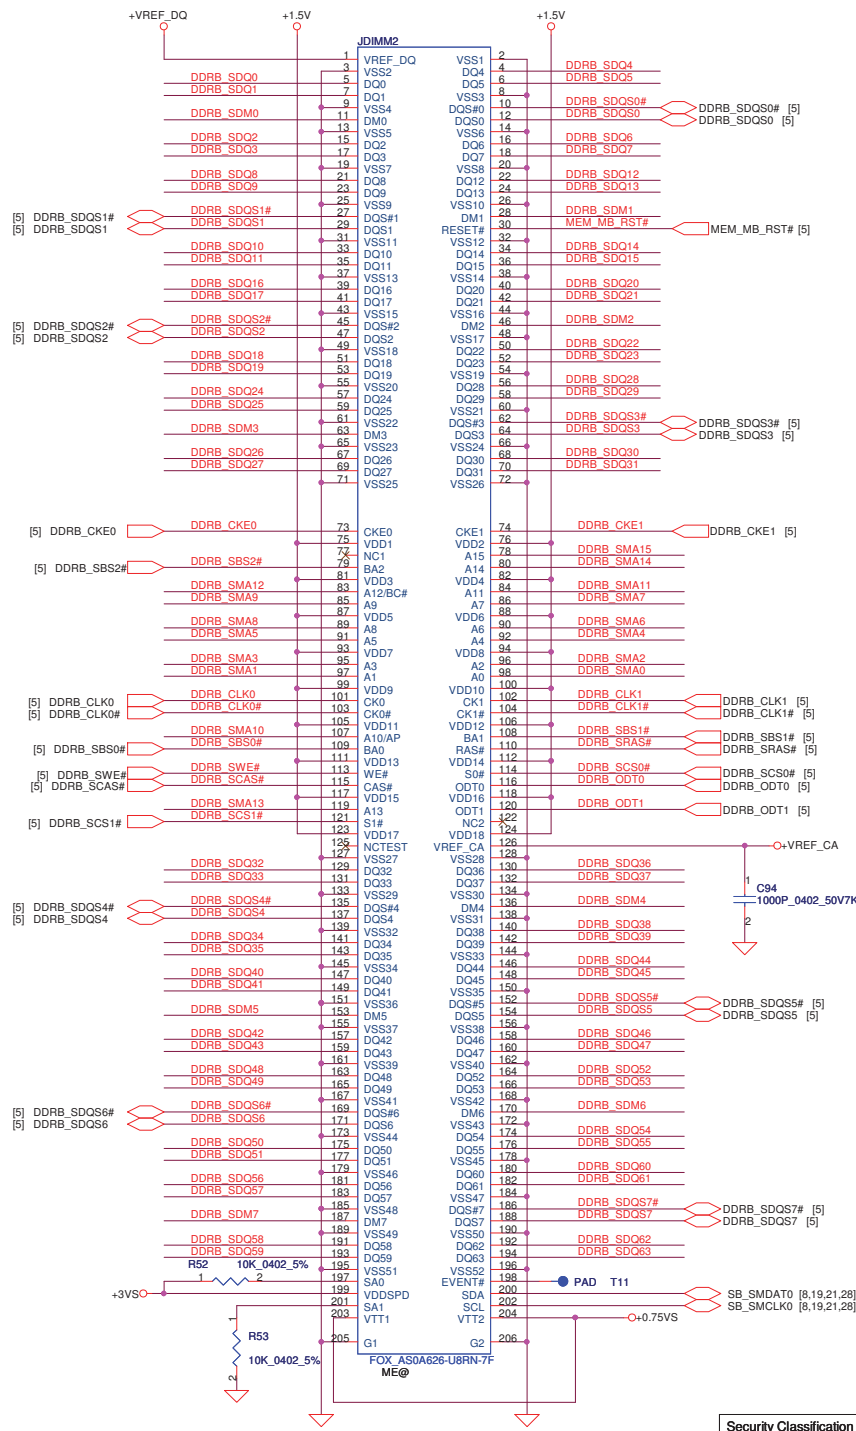 +VREF_DQ +1.5V +1.5V
JDIMM2
1 VREF_DQ VSS1 2
3 VSS2 DQ4 4 DDRB_SDQ4
DDRB_SDQ0 5 DQ0 DQ5 6 DDRB_SDQ5
DDRB_SDQ1 7 DQ1 VSS3 8
9 VSS4 DQS#0 10 DDRB_SDQS0# DDRB_SDQS0# [5]
DDRB_SDM0 11 DM0 DQS0 12 DDRB_SDQS0 DDRB_SDQS0 [5]
13 VSS5 VSS6 14
DDRB_SDQ2 15 DQ2 DQ6 16 DDRB_SDQ6
DDRB_SDQ3 17 DQ3 DQ7 18 DDRB_SDQ7
19 VSS7 VSS8 20
DDRB_SDQ8 21 DQ8 DQ12 22 DDRB_SDQ12
DDRB_SDQ9 23 DQ9 DQ13 24 DDRB_SDQ13
25 VSS9 VSS10 26
[5] DDRB_SDQS1# DDRB_SDQS1# 27 DQS#1 DM1 28 DDRB_SDM1
[5] DDRB_SDQS1 DDRB_SDQS1 29 DQS1 RESET# 30 MEM_MB_RST# MEM_MB_RST# [5]
31 VSS11 VSS12 32
DDRB_SDQ10 33 DQ10 DQ14 34 DDRB_SDQ14
DDRB_SDQ11 35 DQ11 DQ15 36 DDRB_SDQ15
37 VSS13 VSS14 38
DDRB_SDQ16 39 DQ16 DQ20 40 DDRB_SDQ20
DDRB_SDQ17 41 DQ17 DQ21 42 DDRB_SDQ21
43 VSS15 VSS16 44
[5] DDRB_SDQS2# DDRB_SDQS2# 45 DQS#2 DM2 46 DDRB_SDM2
[5] DDRB_SDQS2 DDRB_SDQS2 47 DQS2 VSS17 48
49 VSS18 DQ22 50 DDRB_SDQ22
DDRB_SDQ18 51 DQ18 DQ23 52 DDRB_SDQ23
DDRB_SDQ19 53 DQ19 VSS19 54
55 VSS20 DQ28 56 DDRB_SDQ28
DDRB_SDQ24 57 DQ24 DQ29 58 DDRB_SDQ29
DDRB_SDQ25 59 DQ25 VSS21 60
61 VSS22 DQS#3 62 DDRB_SDQS3# DDRB_SDQS3# [5]
DDRB_SDM3 63 DM3 DQS3 64 DDRB_SDQS3 DDRB_SDQS3 [5]
65 VSS23 VSS24 66
DDRB_SDQ26 67 DQ26 DQ30 68 DDRB_SDQ30
DDRB_SDQ27 69 DQ27 DQ31 70 DDRB_SDQ31
71 VSS25 VSS26 72
[5] DDRB_CKE0 DDRB_CKE0 73 CKE0 CKE1 74 DDRB_CKE1 DDRB_CKE1 [5]
75 VDD1 VDD2 76
77 NC1 A15 78 DDRB_SMA15
[5] DDRB_SBS2# DDRB_SBS2# 79 BA2 A14 80 DDRB_SMA14
81 VDD3 VDD4 82
DDRB_SMA12 83 A12/BC# A11 84 DDRB_SMA11
DDRB_SMA9 85 A9 A7 86 DDRB_SMA7
87 VDD5 VDD6 88
DDRB_SMA8 89 A8 A6 90 DDRB_SMA6
DDRB_SMA5 91 A5 A4 92 DDRB_SMA4
93 VDD7 VDD8 94
DDRB_SMA3 95 A3 A2 96 DDRB_SMA2
DDRB_SMA1 97 A1 A0 98 DDRB_SMA0
99 VDD9 VDD10 100
[5] DDRB_CLK0 DDRB_CLK0 101 CK0 CK1 102 DDRB_CLK1 DDRB_CLK1 [5]
[5] DDRB_CLK0# DDRB_CLK0# 103 CK0# CK1# 104 DDRB_CLK1# DDRB_CLK1# [5]
105 VDD11 VDD12 106
DDRB_SMA10 107 A10/AP BA1 108 DDRB_SBS1# DDRB_SBS1# [5]
[5] DDRB_SBS0# DDRB_SBS0# 109 BA0 RAS# 110 DDRB_SRAS# DDRB_SRAS# [5]
111 VDD13 VDD14 112
[5] DDRB_SWE# DDRB_SWE# 113 WE# S0# 114 DDRB_SCS0# DDRB_SCS0# [5]
[5] DDRB_SCAS# DDRB_SCAS# 115 CAS# ODT0 116 DDRB_ODT0 DDRB_ODT0 [5]
117 VDD15 VDD16 118
DDRB_SMA13 119 A13 ODT1 120 DDRB_ODT1 DDRB_ODT1 [5]
[5] DDRB_SCS1# DDRB_SCS1# 121 S1# NC2 122
123 VDD17 VDD18 124
125 NCTEST VREF_CA 126 +VREF_CA
127 VSS27 VSS28 128
DDRB_SDQ32 129 DQ32 DQ36 130 DDRB_SDQ36
DDRB_SDQ33 131 DQ33 DQ37 132 DDRB_SDQ37
1 C94
1000P_0402_50V7K
2
133 VSS29 VSS30 134
[5] DDRB_SDQS4# DDRB_SDQS4# 135 DQS#4 DM4 136 DDRB_SDM4
[5] DDRB_SDQS4 DDRB_SDQS4 137 DQS4 VSS31 138
139 VSS32 DQ38 140 DDRB_SDQ38
DDRB_SDQ34 141 DQ34 DQ39 142 DDRB_SDQ39
DDRB_SDQ35 143 DQ35 VSS33 144
145 VSS34 DQ44 146 DDRB_SDQ44
DDRB_SDQ40 147 DQ40 DQ45 148 DDRB_SDQ45
DDRB_SDQ41 149 DQ41 VSS35 150
151 VSS36 DQS#5 152 DDRB_SDQS5# DDRB_SDQS5# [5]
DDRB_SDM5 153 DM5 DQS5 154 DDRB_SDQS5 DDRB_SDQS5 [5]
155 VSS37 VSS38 156
DDRB_SDQ42 157 DQ42 DQ46 158 DDRB_SDQ46
DDRB_SDQ43 159 DQ43 DQ47 160 DDRB_SDQ47
161 VSS39 VSS40 162
DDRB_SDQ48 163 DQ48 DQ52 164 DDRB_SDQ52
DDRB_SDQ49 165 DQ49 DQ53 166 DDRB_SDQ53
167 VSS41 VSS42 168
[5] DDRB_SDQS6# DDRB_SDQS6# 169 DQS#6 DM6 170 DDRB_SDM6
[5] DDRB_SDQS6 DDRB_SDQS6 171 DQS6 VSS43 172
173 VSS44 DQ54 174 DDRB_SDQ54
DDRB_SDQ50 175 DQ50 DQ55 176 DDRB_SDQ55
DDRB_SDQ51 177 DQ51 VSS45 178
179 VSS46 DQ60 180 DDRB_SDQ60
DDRB_SDQ56 181 DQ56 DQ61 182 DDRB_SDQ61
DDRB_SDQ57 183 DQ57 VSS47 184
185 VSS48 DQS#7 186 DDRB_SDQS7# DDRB_SDQS7# [5]
DDRB_SDM7 187 DM7 DQS7 188 DDRB_SDQS7 DDRB_SDQS7 [5]
189 VSS49 VSS50 190
DDRB_SDQ58 191 DQ58 DQ62 192 DDRB_SDQ62
DDRB_SDQ59 193 DQ59 DQ63 194 DDRB_SDQ63
R52 10K_0402_5% 195 VSS51 VSS52 196
1 2 197 SA0 EVENT# 198 PAD T11
+3VS 199 VDDSPD SDA 200 SB_SMDAT0 [8,19,21,28]
201 SA1 SCL 202 SB_SMCLK0 [8,19,21,28]
203 VTT1 VTT2 204 +0.75VS
1 R53
205 G1 G2 206
10K_0402_5%
2
FOX_AS0A626-U8RN-7F
ME@
Security Classification